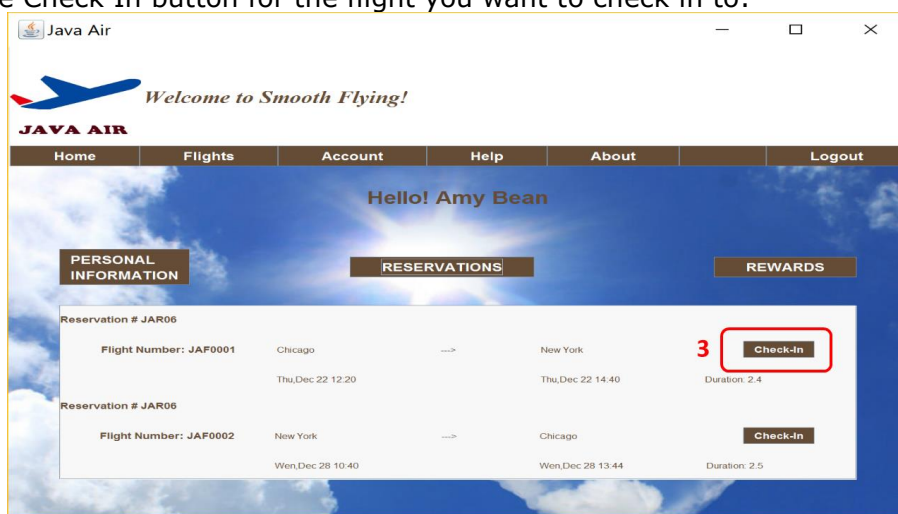 e Check In button for the flight you want to check in to.
Java Air
Welcome to Smooth Flying!
JAVA AIR
Home Flights Account Help About Logout
Hello! Amy Bean
PERSONAL
INFORMATION
RESERVATIONS
REWARDS
Reservation # JAR06
Flight Number: JAF0001 Chicago ---> New York 3 Check-In
Thu,Dec 22 12:20 Thu,Dec 22 14:40 Duration: 2.4
Reservation # JAR06
Flight Number: JAF0002 New York ---> Chicago Check-In
Wen,Dec 28 10:40 Wen,Dec 28 13:44 Duration: 2.5